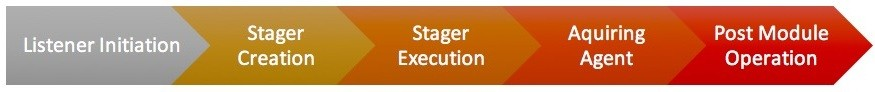 Listener Initiation
Stager
Creation
Stager
Execution
Aquiring
Agent
Post Module
Operation